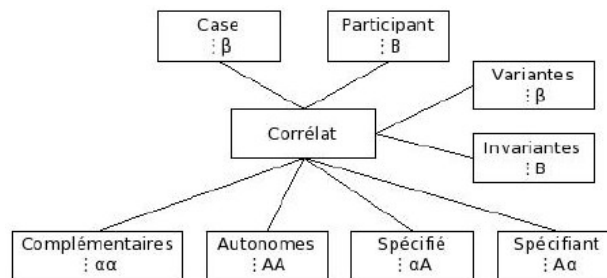 Case
⋮β
Participant
⋮B
Variantes
⋮β
Corrélat
Invariantes
⋮B
Complémentaires
⋮αα
Autonomes
⋮AA
Spécifié
⋮αA
Spécifiant
⋮Aα